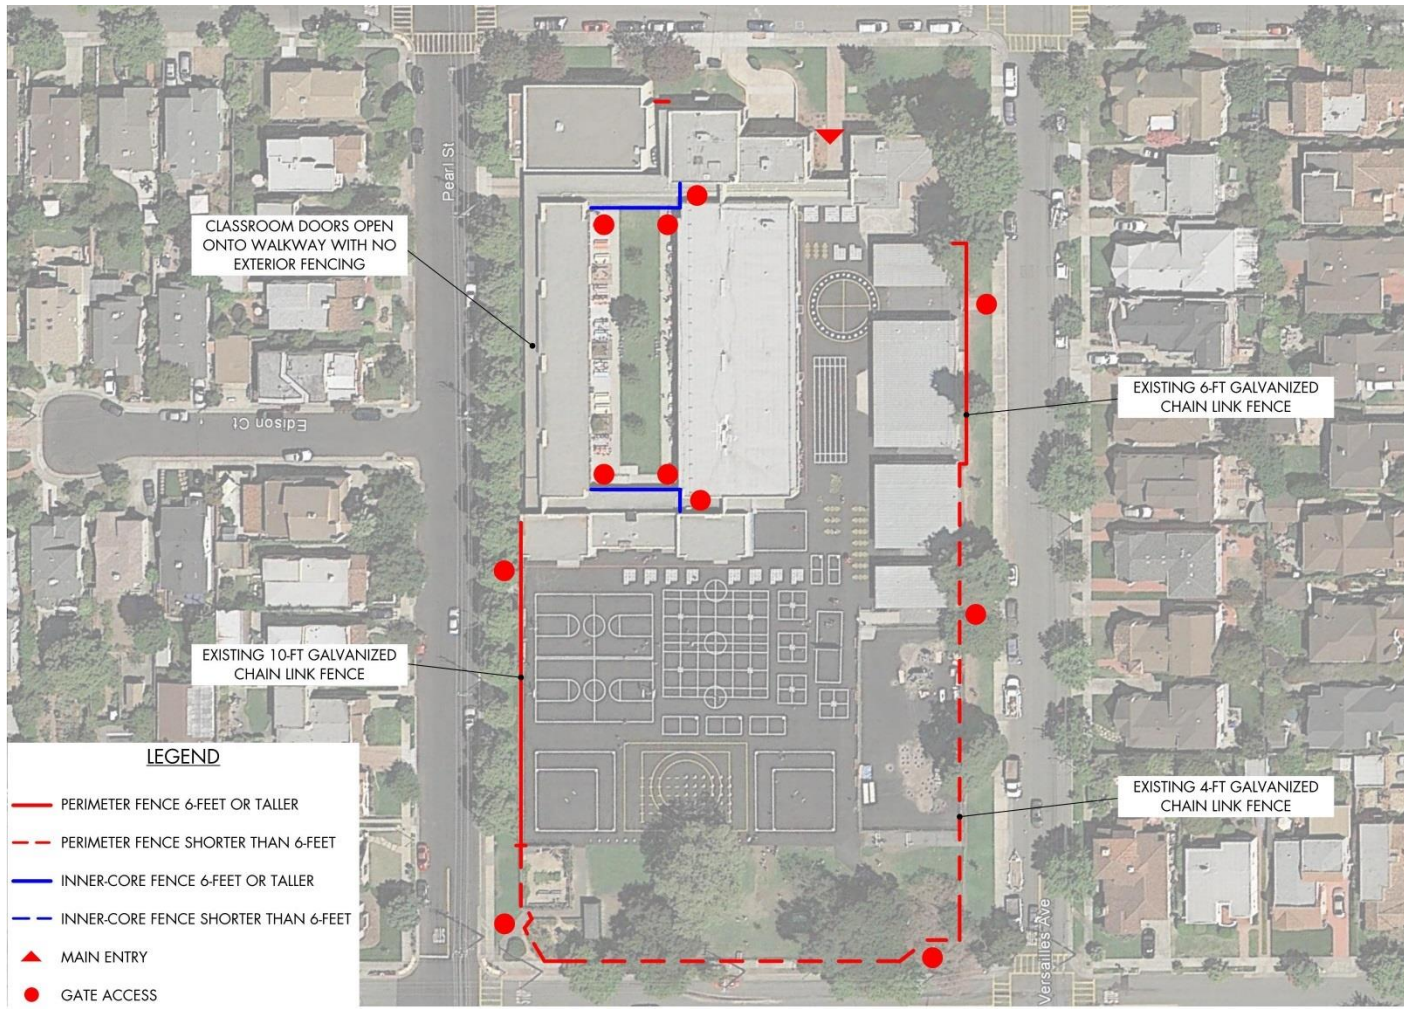 Pearl St
CLASSROOM DOORS OPEN
ONTO WALKWAY WITH NO
EXTERIOR FENCING
EXISTING 6-FT GALVANIZED
CHAIN LINK FENCE
Edison Ct
EXISTING 10-FT GALVANIZED
CHAIN LINK FENCE
EXISTING 4-FT GALVANIZED
CHAIN LINK FENCE
Versailles Ave
LEGEND
PERIMETER FENCE 6-FEET OR TALLER
PERIMETER FENCE SHORTER THAN 6-FEET
INNER-CORE FENCE 6-FEET OR TALLER
INNER-CORE FENCE SHORTER THAN 6-FEET
MAIN ENTRY
GATE ACCESS